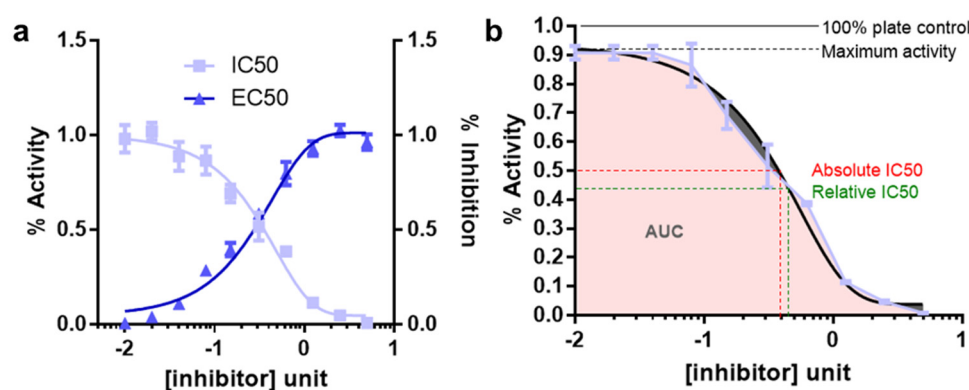 a
1.5
1.0
0.5
0.0
% Activity
IC50
EC50
1.5
1.0
0.5
0.0
% Inhibition
-2
-1
0
1
[inhibitor] unit
b
1.0
0.9
0.8
0.7
0.6
0.5
0.4
0.3
0.2
0.1
0.0
% Activity
100% plate control
Maximum activity
Absolute IC50
Relative IC50
AUC
-2
-1
0
1
[inhibitor] unit